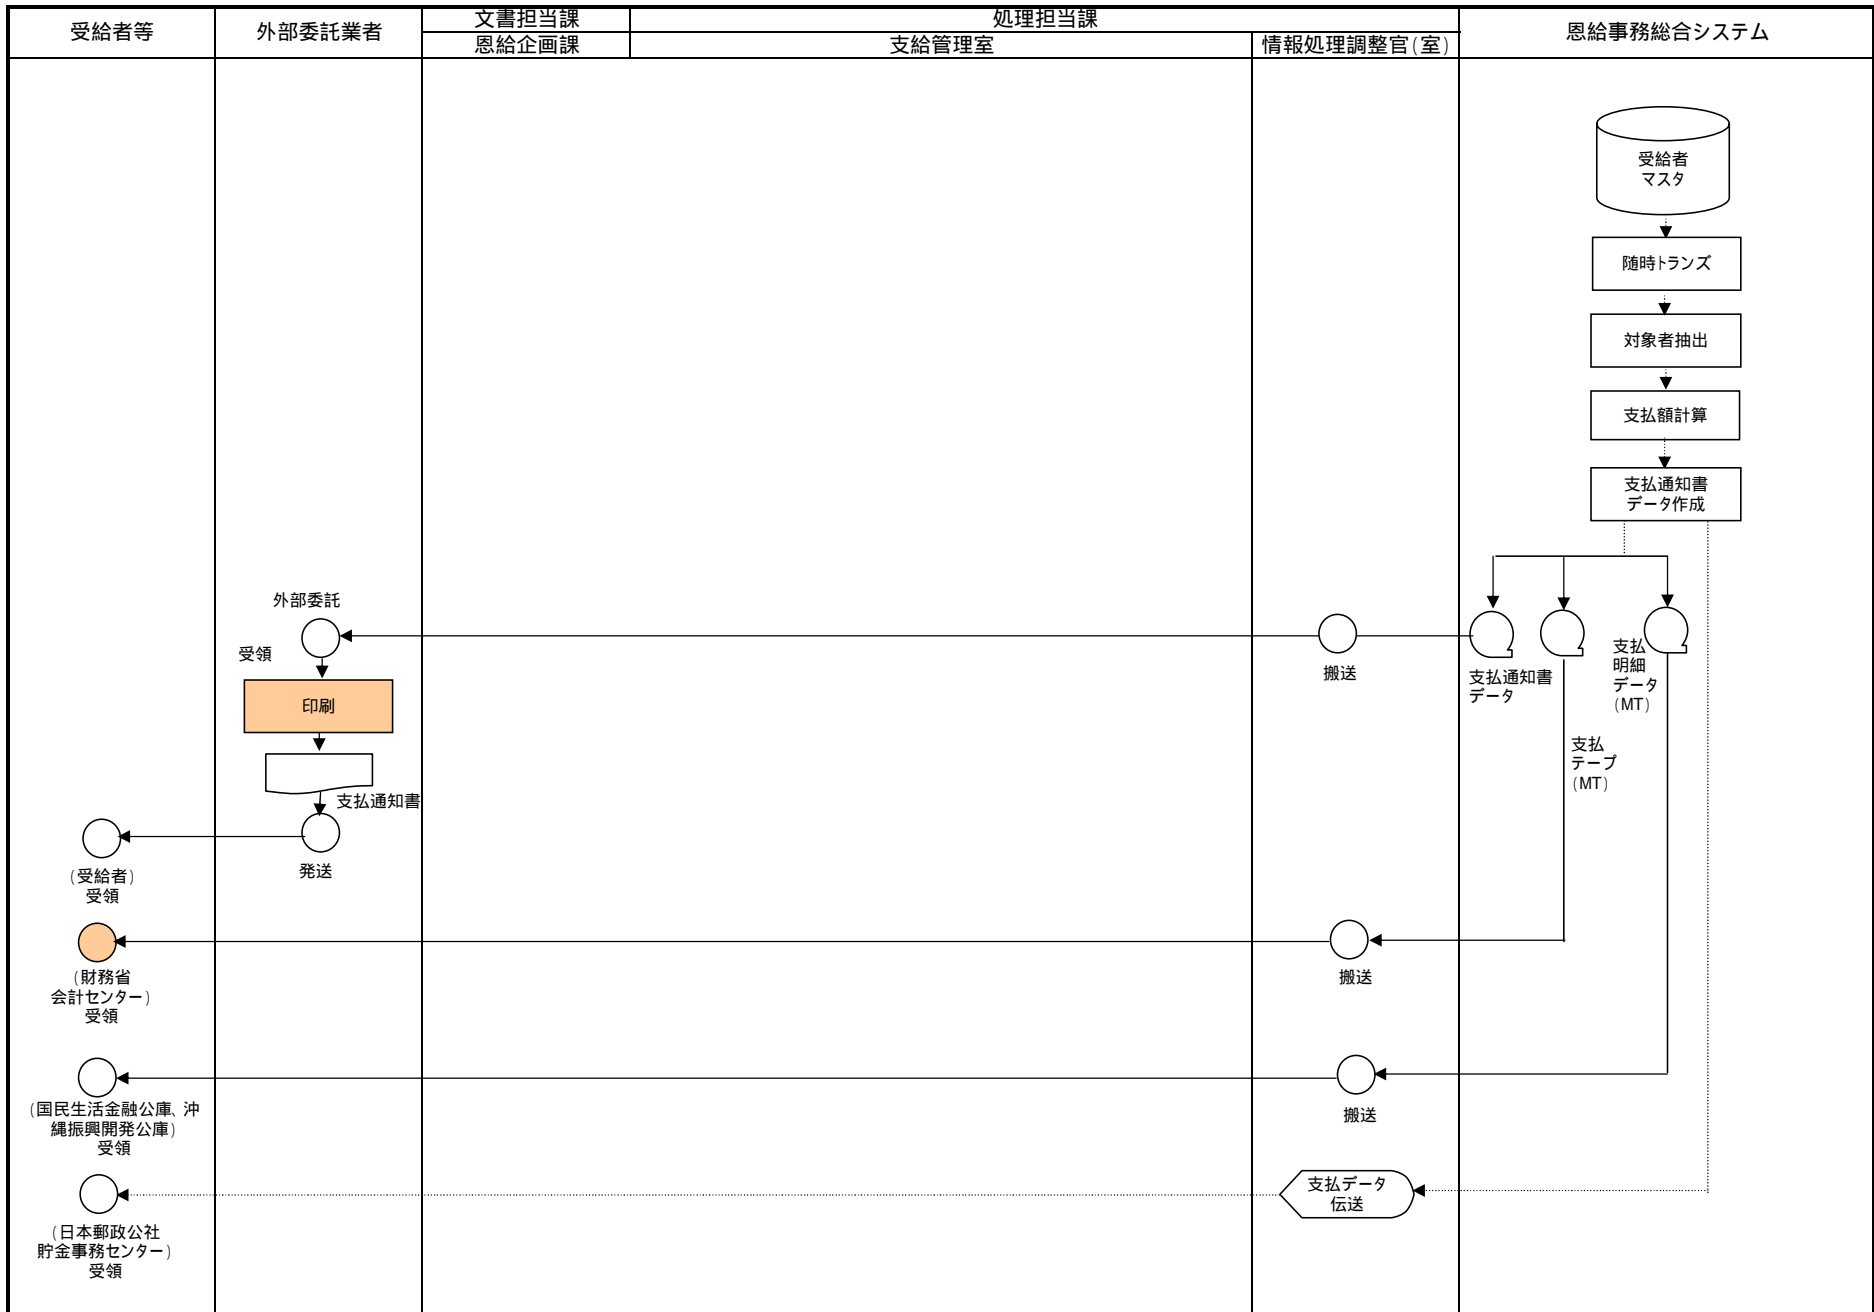 受給者等
外部委託業者
文書担当課
処理担当課
恩給事務総合システム
恩給企画課
支給管理室
情報処理調整官(室)
受給者
マスタ
随時トランズ
対象者抽出
支払額計算
支払通知書
データ作成
外部委託
受領
印刷
支払通知書
発送
搬送
支払通知書
データ
支払
明細
データ
(MT)
支払
テープ
(MT)
(受給者)
受領
(財務省
会計センター)
受領
搬送
(国民生活金融公庫、沖
縄振興開発公庫)
受領
搬送
支払データ
伝送
(日本郵政公社
貯金事務センター)
受領